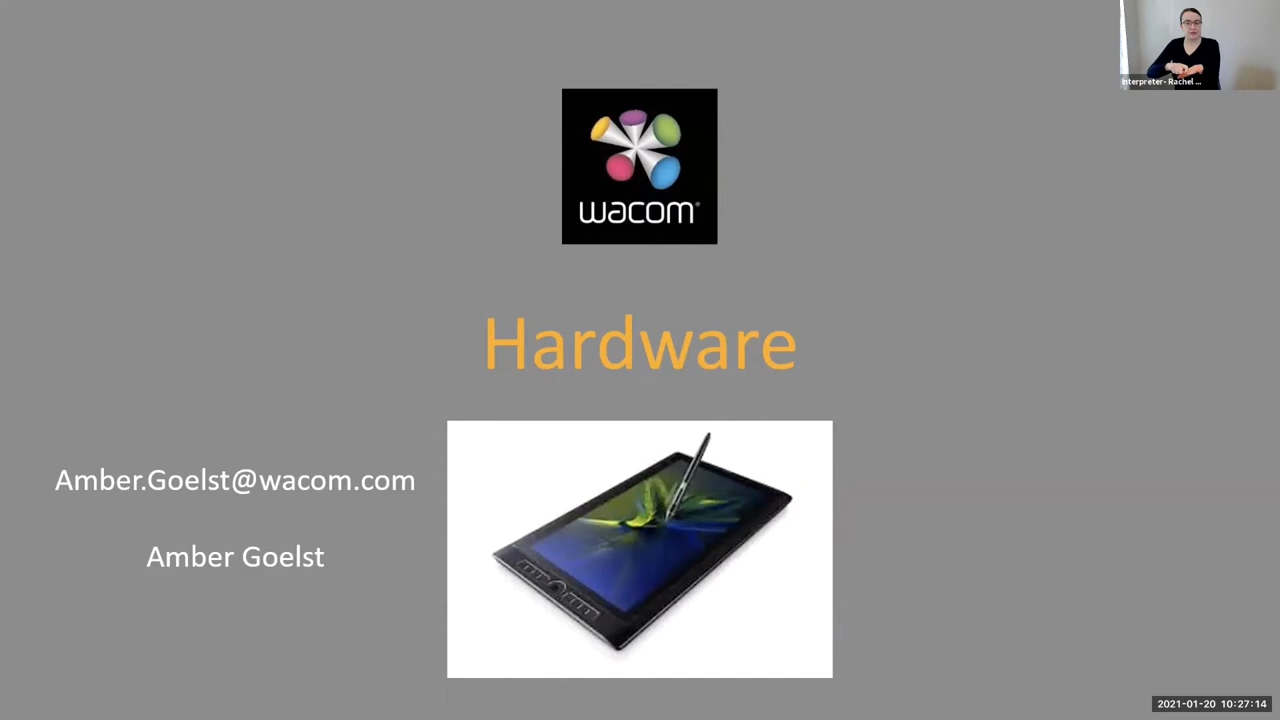 Interpreter- Rachel ...
wacom®
Hardware
Amber.Goelst@wacom.com
Amber Goelst
2021-01-20 10:27:14